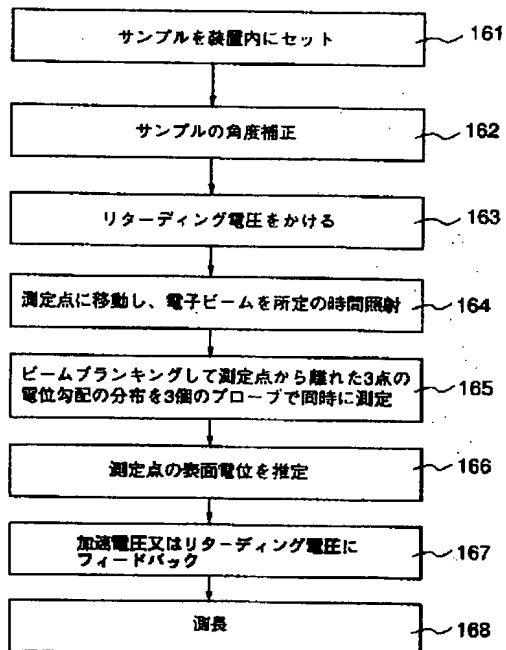 サンプルを装置内にセット
161
サンプルの角度補正
162
リターディング電圧をかける
163
測定点に移動し、電子ビームを所定の時間照射
164
ビームブランキングして測定点から離れた3点の
電位勾配の分布を3個のプローブで同時に測定
165
測定点の表面電位を推定
166
加速電圧又はリターディング電圧に
フィードバック
167
測長
168